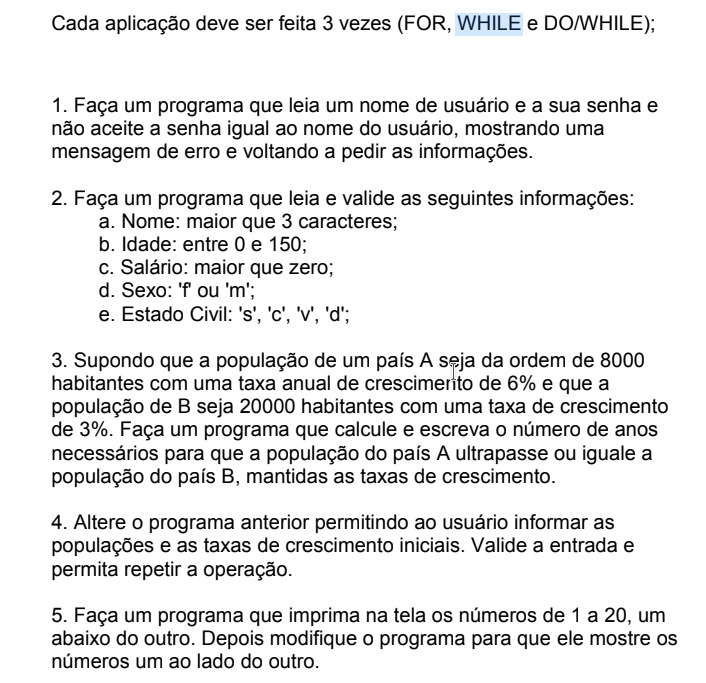 Cada aplicação deve ser feita 3 vezes (FOR, WHILE e DO/WHILE);
1. Faça um programa que leia um nome de usuário e a sua senha e
não aceite a senha igual ao nome do usuário, mostrando uma
mensagem de erro e voltando a pedir as informações.
2. Faça um programa que leia e valide as seguintes informações:
a. Nome: maior que 3 caracteres;
b. Idade: entre 0 e 150;
c. Salário: maior que zero;
d. Sexo: 'f' ou 'm';
e. Estado Civil: 's', 'c', 'v', 'd';
3. Supondo que a população de um país A seja da ordem de 8000
habitantes com uma taxa anual de crescimento de 6% e que a
população de B seja 20000 habitantes com uma taxa de crescimento
de 3%. Faça um programa que calcule e escreva o número de anos
necessários para que a população do país A ultrapasse ou iguale a
população do país B, mantidas as taxas de crescimento.
4. Altere o programa anterior permitindo ao usuário informar as
populações e as taxas de crescimento iniciais. Valide a entrada e
permita repetir a operação.
5. Faça um programa que imprima na tela os números de 1 a 20, um
abaixo do outro. Depois modifique o programa para que ele mostre os
números um ao lado do outro.